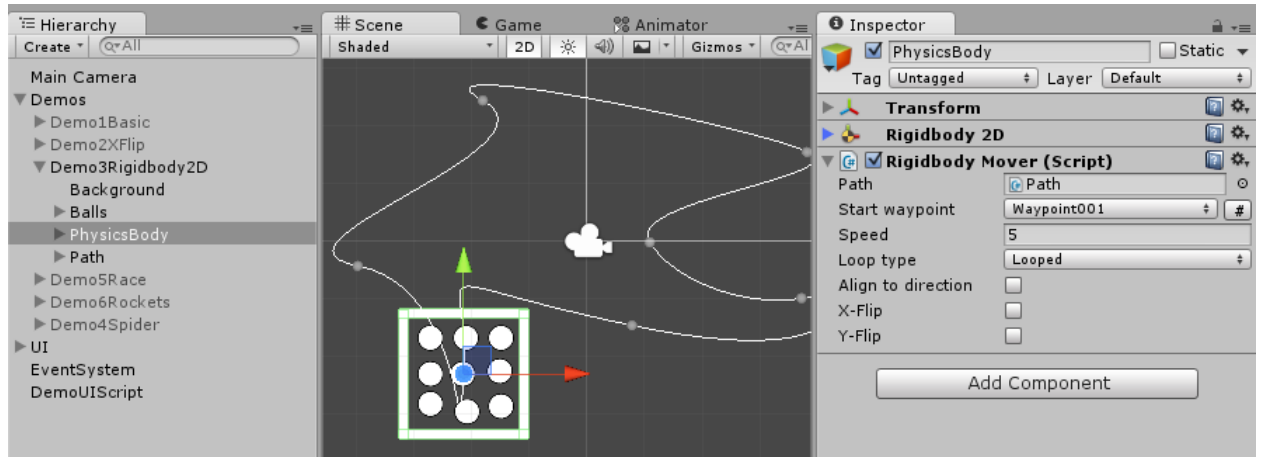 Hierarchy
Create All
Main Camera
Demos
Demo1Basic
Demo2XFlip
Demo3Rigidbody2D
Background
Balls
PhysicsBody
Path
Demo5Race
Demo6Rockets
Demo4Spider
UI
EventSystem
DemoUIScript
Scene Game Animator
Shaded 2D Gizmos Al
Inspector
PhysicsBody Static
Tag Untagged Layer Default
Transform
Rigidbody 2D
Rigidbody Mover (Script)
Path Path
Start waypoint Waypoint001 #
Speed 5
Loop type Looped
Align to direction
X-Flip
Y-Flip
Add Component